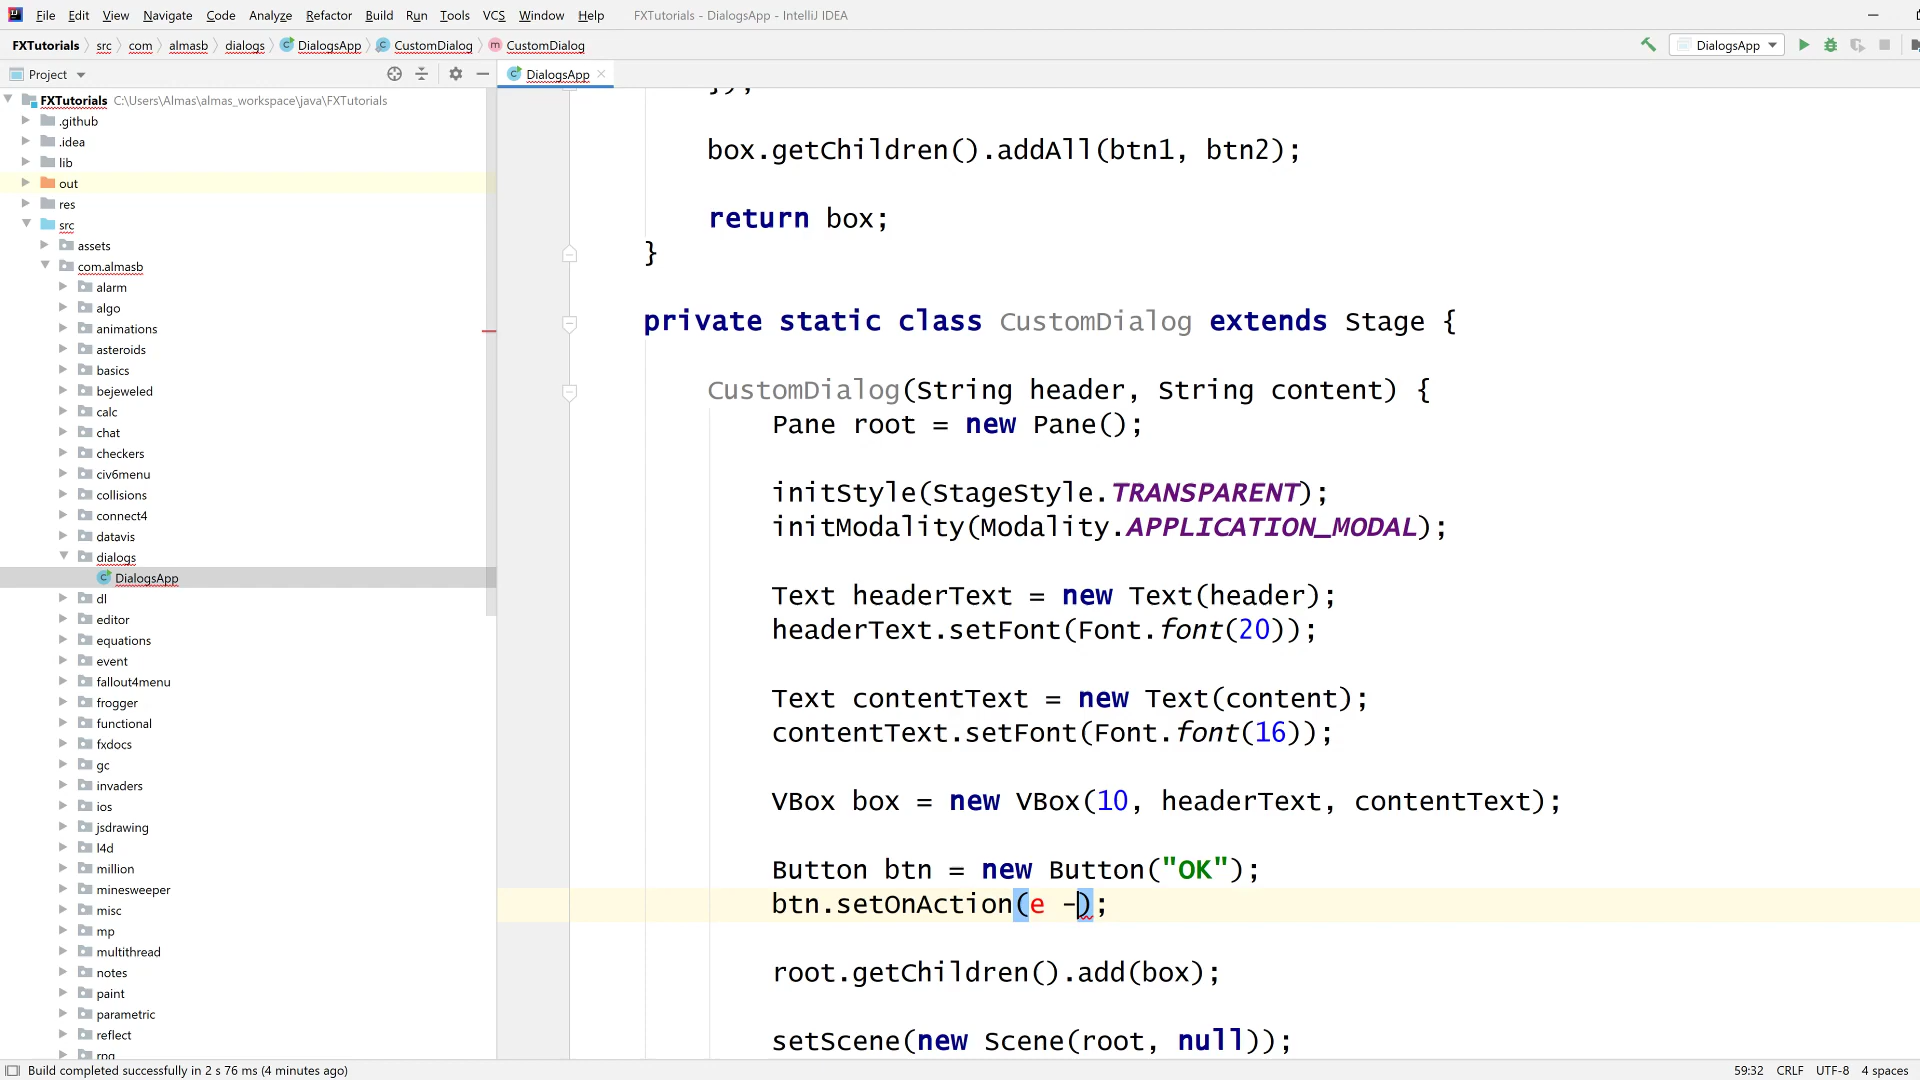 File Edit View Navigate Code Analyze Refactor Build Run Tools VCS Window Help FXTutorials - DialogsApp - IntelliJ IDEA
FXTutorials src com almasb dialogs DialogsApp CustomDialog CustomDialog DialogsApp
Project DialogsApp
FXTutorials C:\Users\Almas\almas_workspace\java\FXTutorials
.github
.idea
lib
out
res
src
assets
com.almasb
alarm
algo
animations
asteroids
basics
bejeweled
calc
chat
checkers
civ6menu
collisions
connect4
datavis
dialogs
DialogsApp
dl
editor
equations
event
fallout4menu
frogger
functional
fxdocs
gc
invaders
ios
jsdrawing
l4d
million
minesweeper
misc
mp
multithread
notes
paint
parametric
reflect
rpg
});
box.getChildren().addAll(btn1, btn2);
return box;
}
private static class CustomDialog extends Stage {
CustomDialog(String header, String content) {
Pane root = new Pane();
initStyle(StageStyle.TRANSPARENT);
initModality(Modality.APPLICATION_MODAL);
Text headerText = new Text(header);
headerText.setFont(Font.font(20));
Text contentText = new Text(content);
contentText.setFont(Font.font(16));
VBox box = new VBox(10, headerText, contentText);
Button btn = new Button("OK");
btn.setOnAction(e -);
root.getChildren().add(box);
setScene(new Scene(root, null));
Build completed successfully in 2 s 76 ms (4 minutes ago) 59:32 CRLF UTF-8 4 spaces